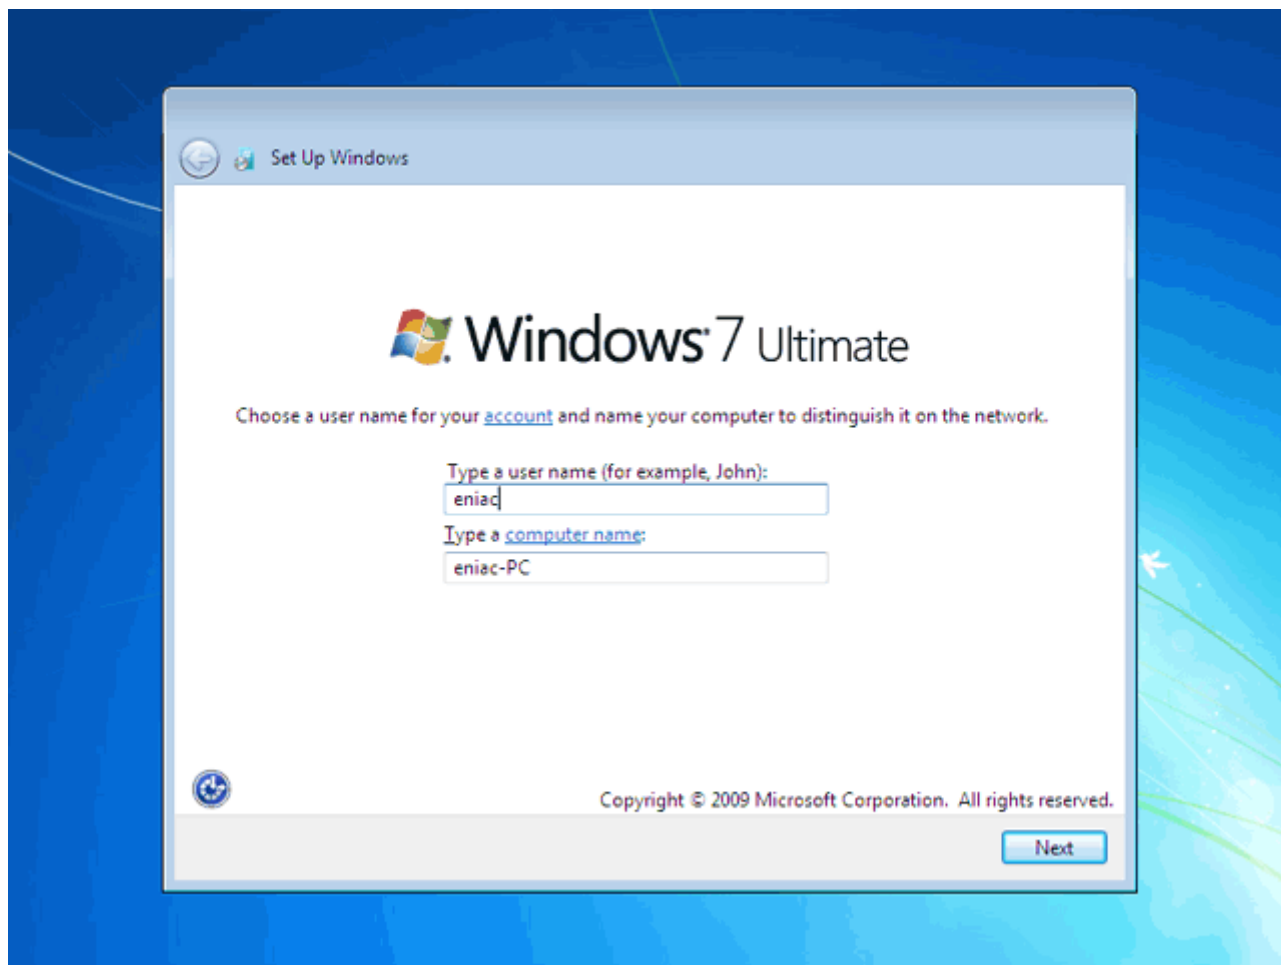 Set Up Windows
Windows 7 Ultimate
Choose a user name for your account and name your computer to distinguish it on the network.
Type a user name (for example, John):
eniac
Type a computer name:
eniac-PC
Copyright © 2009 Microsoft Corporation. All rights reserved.
Next